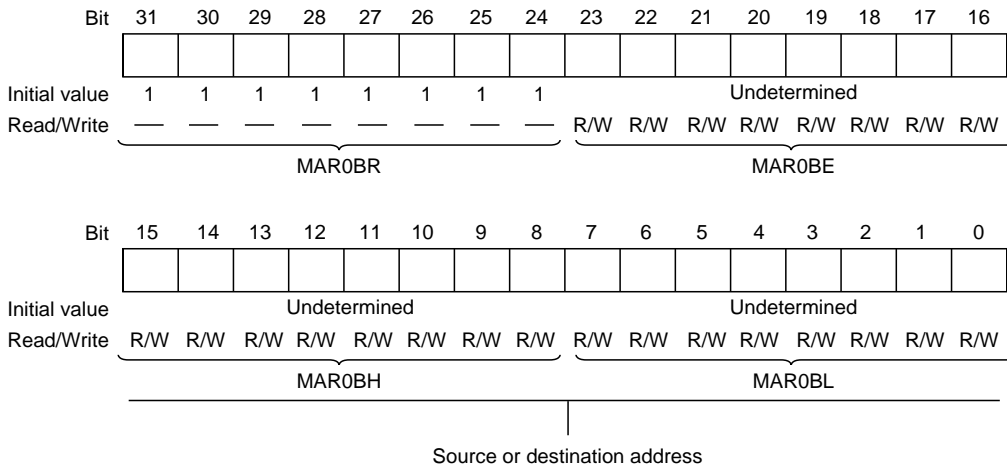 Bit 31 30 29 28 27 26 25 24 23 22 21 20 19 18 17 16
Initial value 1 1 1 1 1 1 1 1 Undetermined
Read/Write — — — — — — — — R/W R/W R/W R/W R/W R/W R/W R/W
MAR0BR MAR0BE
Bit 15 14 13 12 11 10 9 8 7 6 5 4 3 2 1 0
Initial value Undetermined Undetermined
Read/Write R/W R/W R/W R/W R/W R/W R/W R/W R/W R/W R/W R/W R/W R/W R/W R/W
MAR0BH MAR0BL
Source or destination address